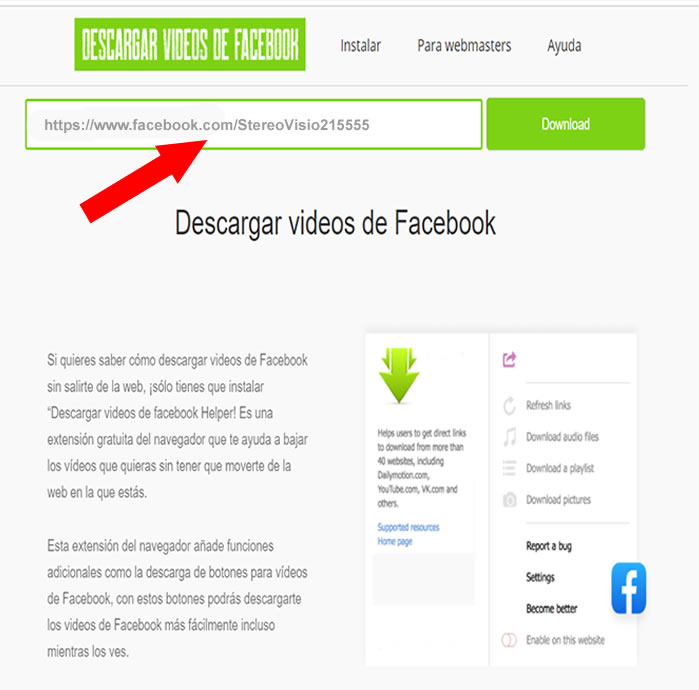 DESCARGAR VIDEOS DE FACEBOOK
Instalar
Para webmasters
Ayuda
https://www.facebook.com/StereoVisio215555
Download
Descargar videos de Facebook
Si quieres saber cómo descargar videos de Facebook
sin salirte de la web, ¡sólo tienes que instalar
“Descargar videos de facebook Helper! Es una
extensión gratuita del navegador que te ayuda a bajar
los vídeos que quieras sin tener que moverte de la
web en la que estás.
Esta extensión del navegador añade funciones
adicionales como la descarga de botones para vídeos
de Facebook, con estos botones podrás descargarte
los videos de Facebook más fácilmente incluso
mientras los ves.
Helps users to get direct links
to download from more than
40 websites, including
Dailymotion.com,
YouTube.com, VK.com and
others.
Supported resources
Home page
Refresh links
Download audio files
Download a playlist
Download pictures
Report a bug
Settings
Become better
Enable on this website